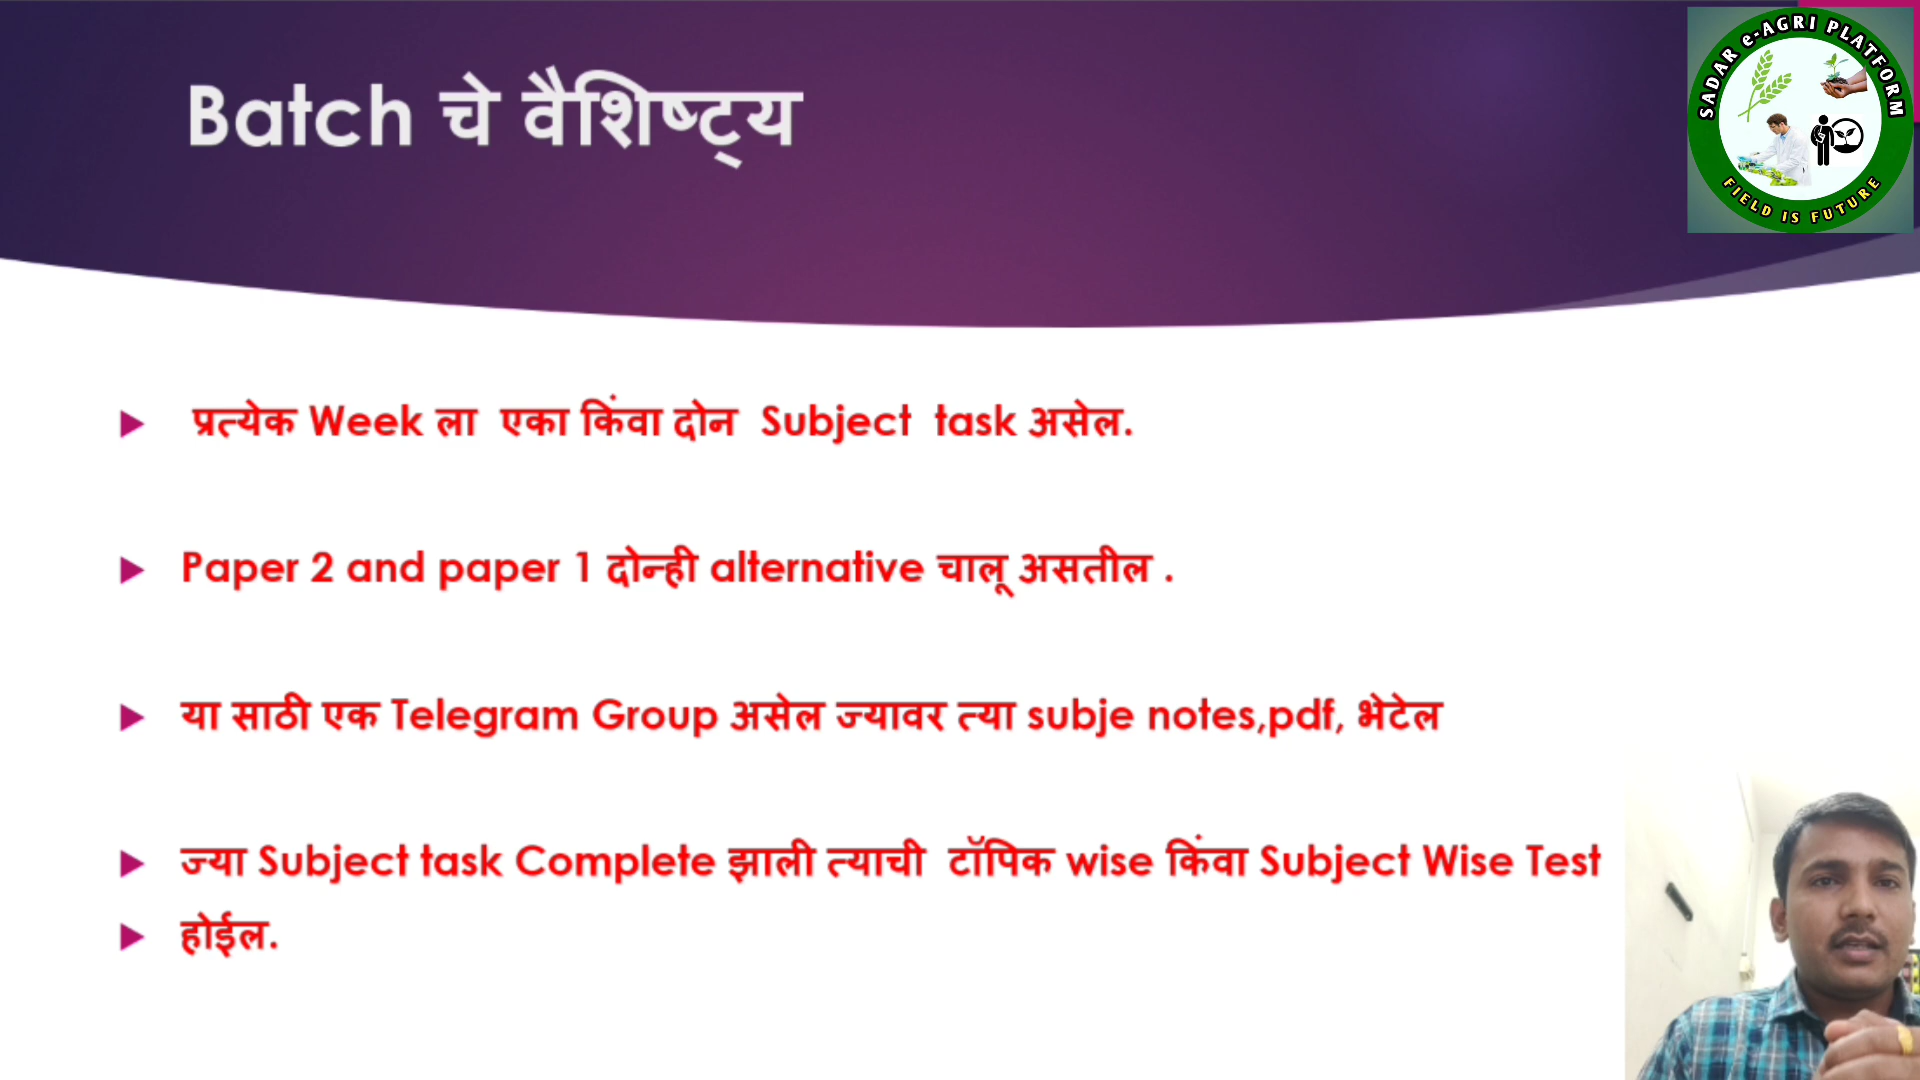 Batch चे वैशिष्ट्य
SADAR e-AGRI PLATFORM
FIELD IS FUTURE
प्रत्येक Week ला एका किंवा दोन Subject task असेल.
Paper 2 and paper 1 दोन्ही alternative चालू असतील .
या साठी एक Telegram Group असेल ज्यावर त्या subje notes,pdf, भेटेल
ज्या Subject task Complete झाली त्याची टॉपिक wise किंवा Subject Wise Test
होईल.